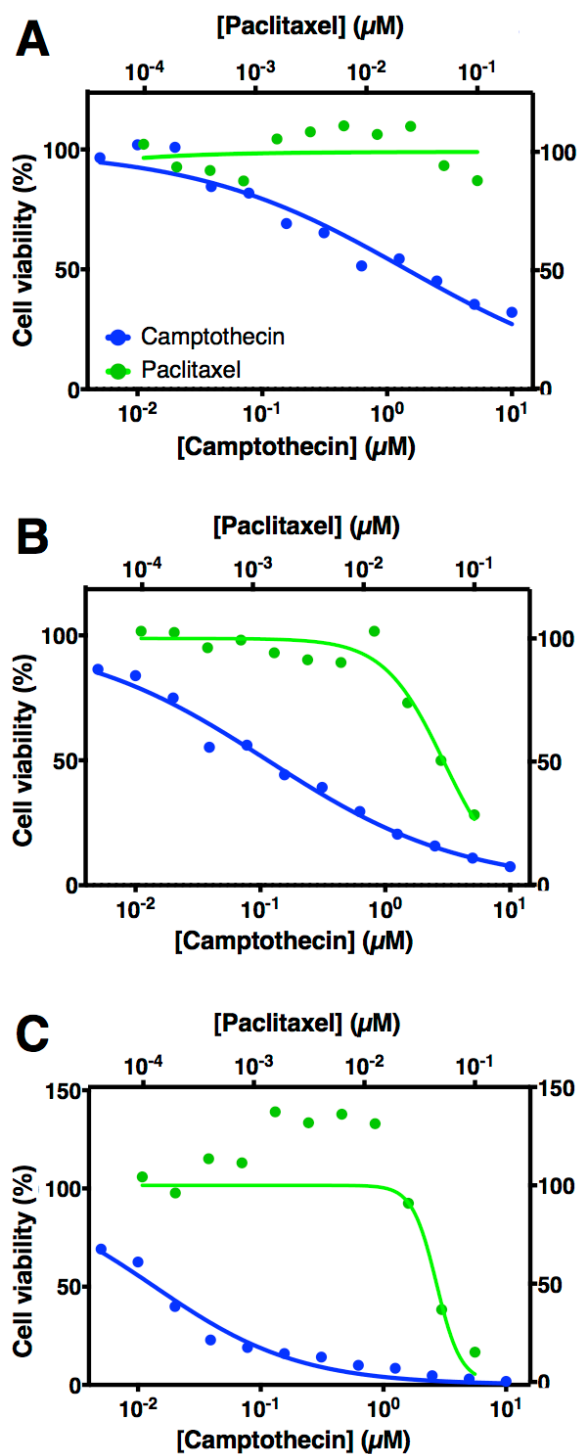 A
[Paclitaxel] (µM)
10⁻⁴ 10⁻³ 10⁻² 10⁻¹
Cell viability (%)
100 100
50 50
0 0
Camptothecin
Paclitaxel
10⁻² 10⁻¹ 10⁰ 10¹
[Camptothecin] (µM)
B
[Paclitaxel] (µM)
10⁻⁴ 10⁻³ 10⁻² 10⁻¹
Cell viability (%)
100 100
50 50
0 0
10⁻² 10⁻¹ 10⁰ 10¹
[Camptothecin] (µM)
C
[Paclitaxel] (µM)
10⁻⁴ 10⁻³ 10⁻² 10⁻¹
Cell viability (%)
150 150
100 100
50 50
0 0
10⁻² 10⁻¹ 10⁰ 10¹
[Camptothecin] (µM)